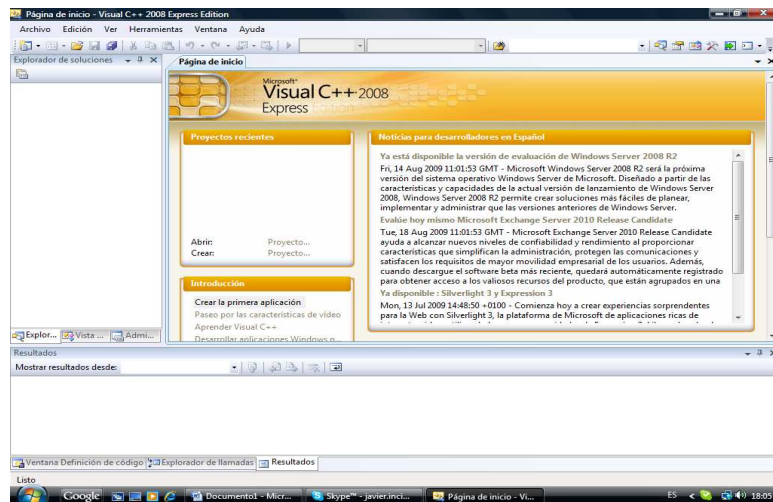 Página de inicio - Visual C++ 2008 Express Edition
Archivo Edición Ver Herramientas Ventana Ayuda
Explorador de soluciones
Página de inicio
Microsoft
Visual C++ 2008
Express
Proyectos recientes
Abrir: Proyecto...
Crear: Proyecto...
Introducción
Crear la primera aplicación
Paseo por las características de vídeo
Aprender Visual C++
Desarrollar aplicaciones Windows
Noticias para desarrolladores en Español
Ya está disponible la versión de evaluación de Windows Server 2008 R2
Fri, 14 Aug 2009 11:01:53 GMT - Microsoft Windows Server 2008 R2 será la próxima
versión del sistema operativo Windows Server de Microsoft. Diseñado a partir de las
características y capacidades de la actual versión de lanzamiento de Windows Server
2008, Windows Server 2008 R2 permite crear soluciones más fáciles de planear,
implementar y administrar que las versiones anteriores de Windows Server.
Evalúe hoy mismo Microsoft Exchange Server 2010 Release Candidate
Tue, 18 Aug 2009 11:01:53 GMT - Microsoft Exchange Server 2010 Release Candidate
ayuda a alcanzar nuevos niveles de confiabilidad y rendimiento al proporcionar
características que simplifican la administración, protegen las comunicaciones y
satisfacen los requisitos de mayor movilidad empresarial de los usuarios. Además,
cuando descargue el software beta más reciente, quedará automáticamente registrado
para obtener acceso a los valiosos recursos del producto, que están agrupados en una
Ya disponible : Silverlight 3 y Expression 3
Mon, 13 Jul 2009 14:48:50 +0100 - Comienza hoy a crear experiencias sorprendentes
para la Web con Silverlight 3, la plataforma de Microsoft de aplicaciones ricas de
Explor... Vista ... Admi...
Resultados
Mostrar resultados desde:
Ventana Definición de código Explorador de llamadas Resultados
Listo
Google Documento1 - Micr... Skype™ - javier.inci... Página de inicio - Vi... ES 18:05